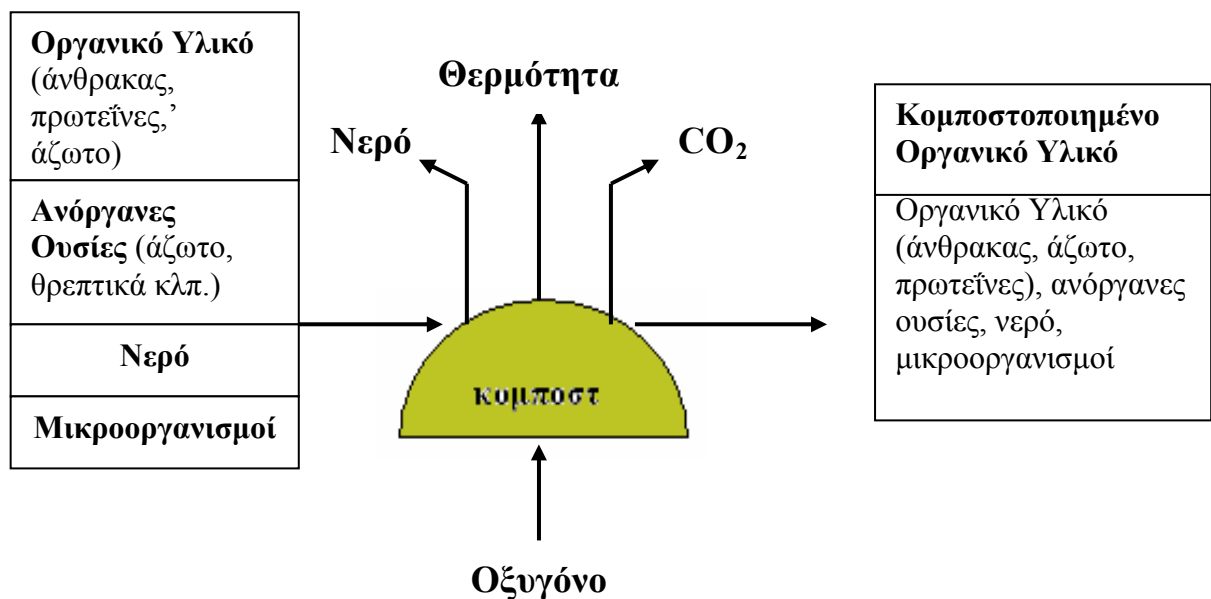 Οργανικό Υλικό
(άνθρακας,
πρωτεΐνες,’
άζωτο)
Ανόργανες
Ουσίες (άζωτο,
θρεπτικά κλπ.)
Νερό
Μικροοργανισμοί
Θερμότητα
Νερό
CO2
κομποστ
Οξυγόνο
Κομποστοποιημένο
Οργανικό Υλικό
Οργανικό Υλικό
(άνθρακας, άζωτο,
πρωτεΐνες), ανόργανες
ουσίες, νερό,
μικροοργανισμοί